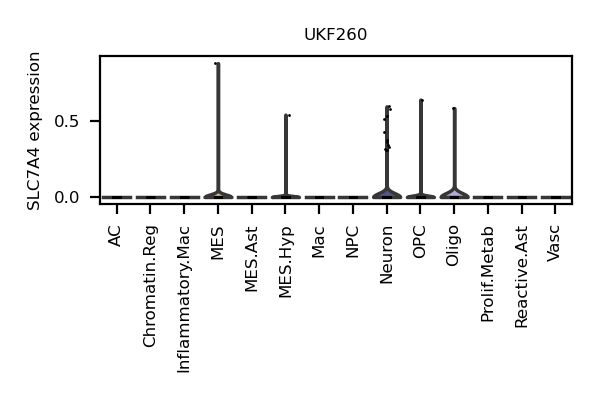 UKF260
SLC7A4 expression
0.5
0.0
AC
Chromatin.Reg
Inflammatory.Mac
MES
MES.Ast
MES.Hyp
Mac
NPC
Neuron
OPC
Oligo
Prolif.Metab
Reactive.Ast
Vasc